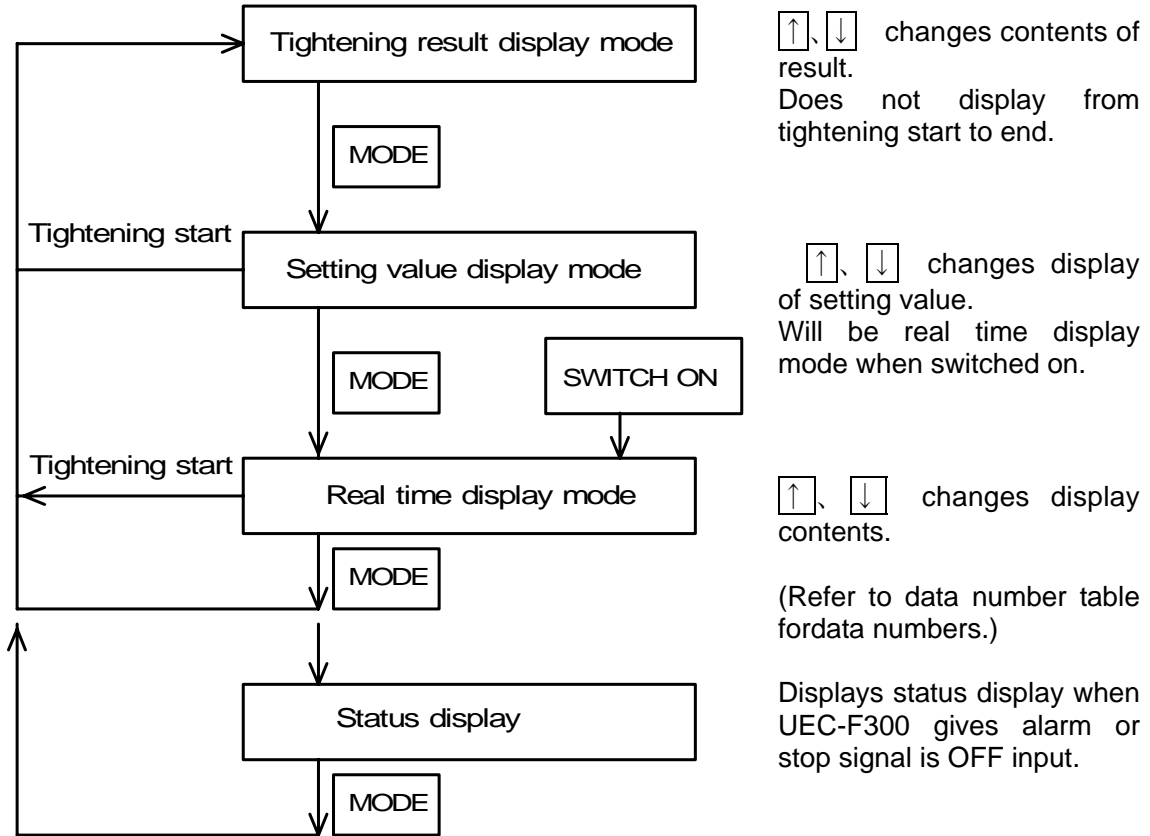 Tightening result display mode
↑、↓ changes contents of
result.
Does not display from
tightening start to end.
MODE
Tightening start
Setting value display mode
↑、↓ changes display
of setting value.
Will be real time display
mode when switched on.
MODE
SWITCH ON
Tightening start
Real time display mode
↑、↓ changes display
contents.
MODE
(Refer to data number table
fordata numbers.)
Status display
Displays status display when
UEC-F300 gives alarm or
stop signal is OFF input.
MODE